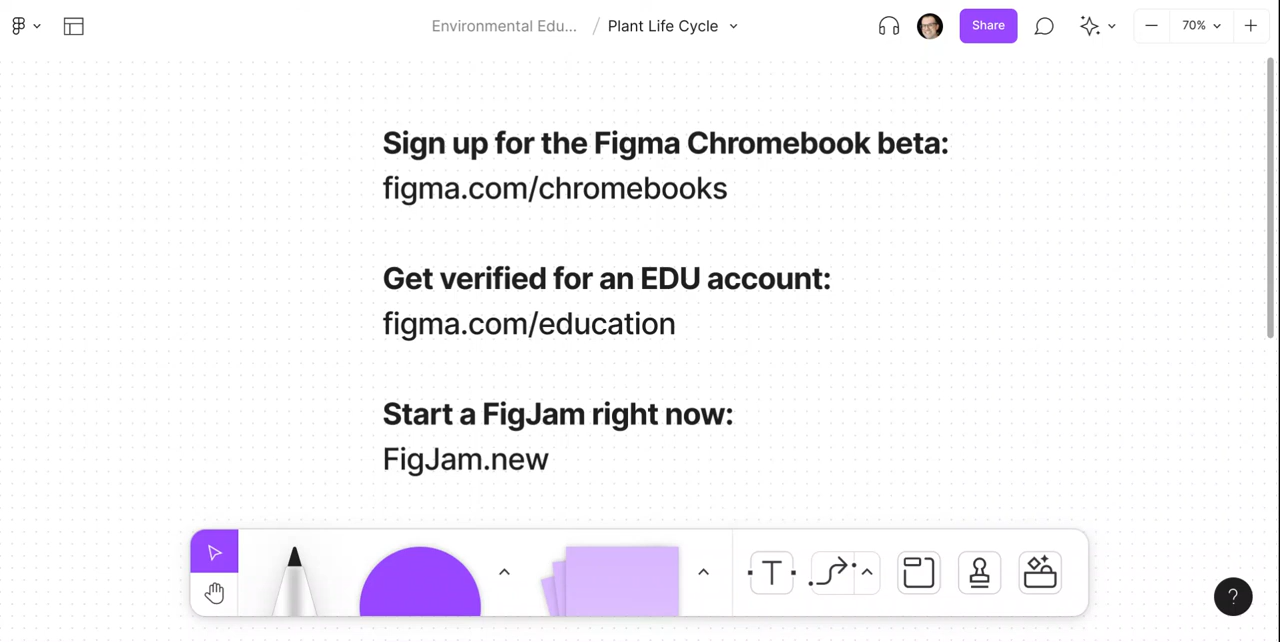 Environmental Edu... / Plant Life Cycle
Share
70%
Sign up for the Figma Chromebook beta:
figma.com/chromebooks
Get verified for an EDU account:
figma.com/education
Start a FigJam right now:
FigJam.new
T
?